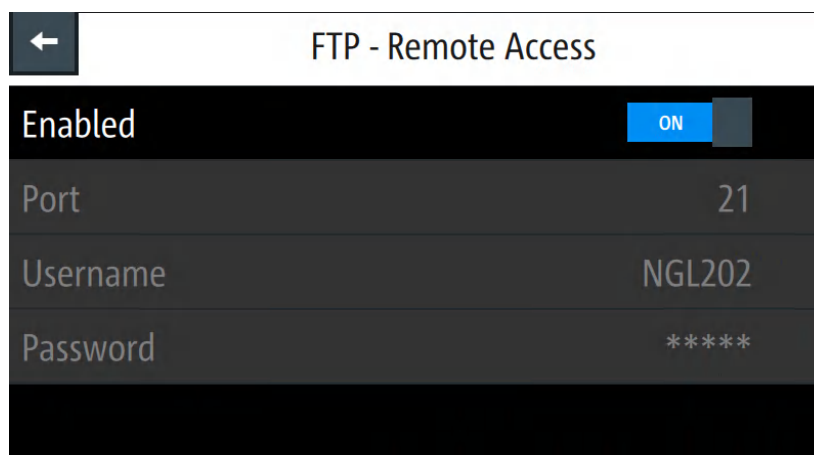 FTP - Remote Access
Enabled ON
Port 21
Username NGL202
Password *****